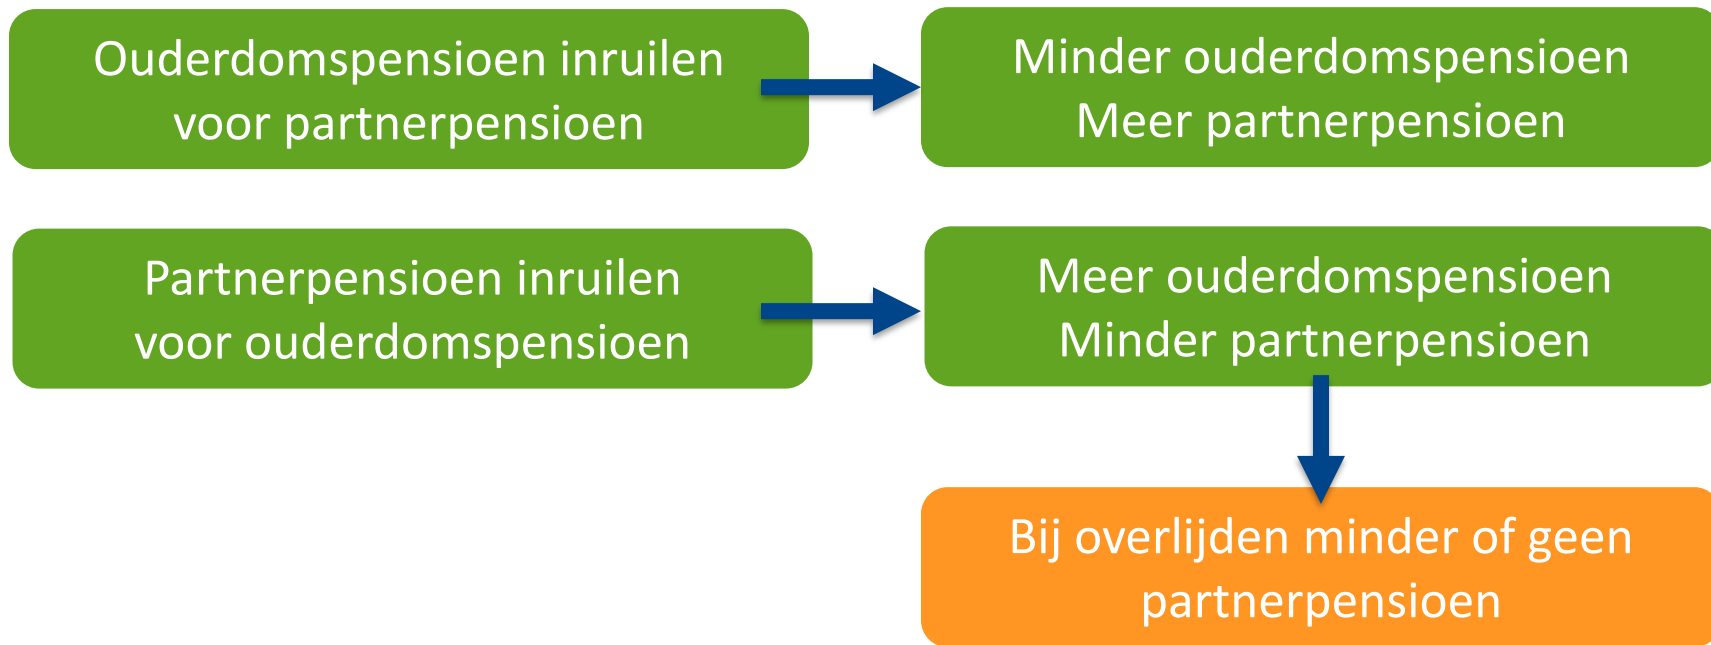 Ouderdomspensioen inruilen
voor partnerpensioen
Minder ouderdomspensioen
Meer partnerpensioen
Partnerpensioen inruilen
voor ouderdomspensioen
Meer ouderdomspensioen
Minder partnerpensioen
Bij overlijden minder of geen
partnerpensioen